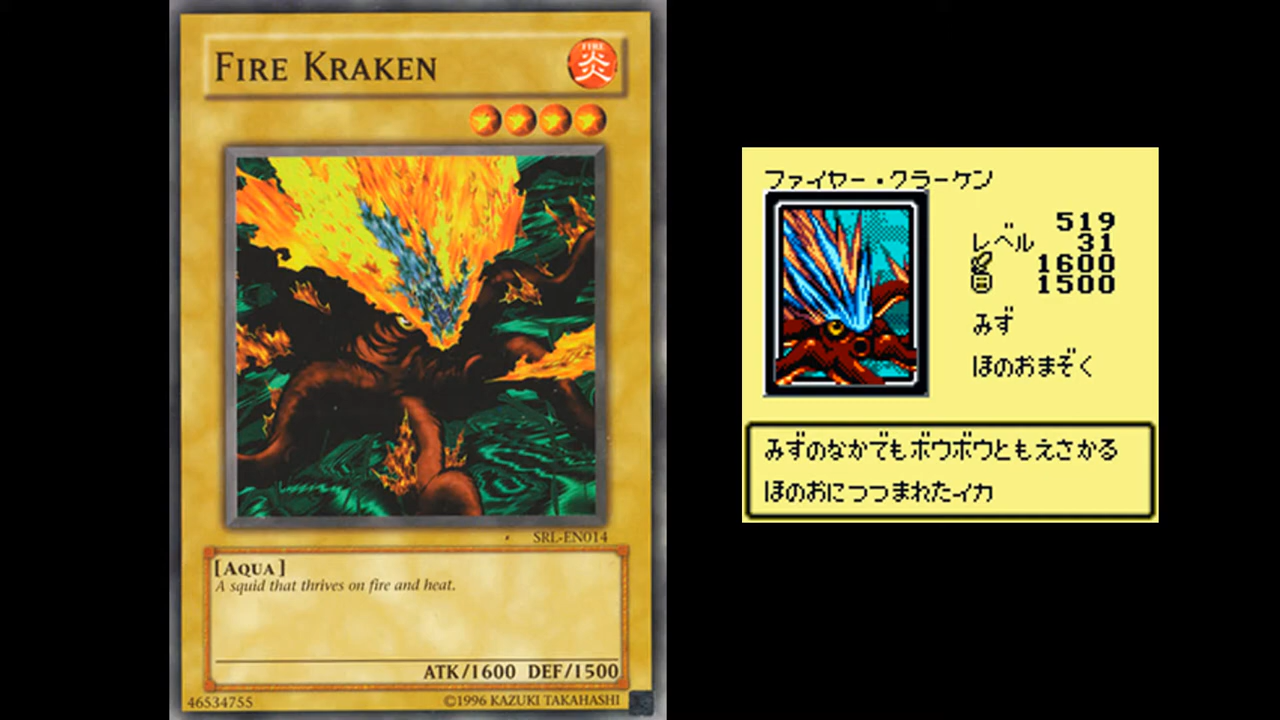 FIRE KRAKEN
FIRE
炎
SRL-EN014
[AQUA]
A squid that thrives on fire and heat.
ATK/1600 DEF/1500
46534755
©1996 KAZUKI TAKAHASHI
ファイヤー・クラーケン
519
レベル 31
1600
1500
みず
ほのおまぞく
みずのなかでもボウボウともえさかる
ほのおにつつまれたイカ